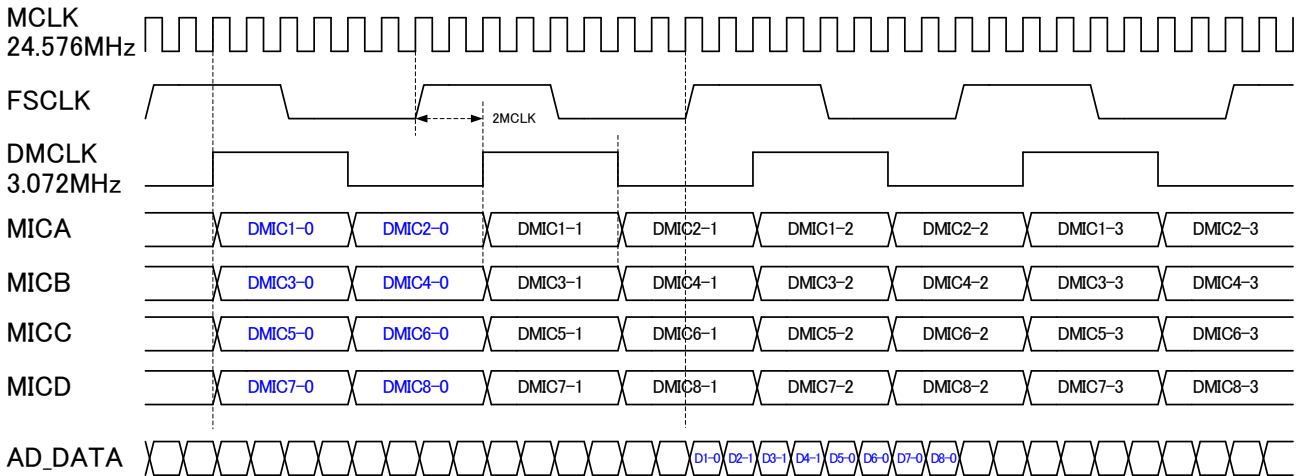 MCLK
24.576MHz
FSCLK
2MCLK
DMCLK
3.072MHz
MICA DMIC1-0 DMIC2-0 DMIC1-1 DMIC2-1 DMIC1-2 DMIC2-2 DMIC1-3 DMIC2-3
MICB DMIC3-0 DMIC4-0 DMIC3-1 DMIC4-1 DMIC3-2 DMIC4-2 DMIC3-3 DMIC4-3
MICC DMIC5-0 DMIC6-0 DMIC5-1 DMIC6-1 DMIC5-2 DMIC6-2 DMIC5-3 DMIC6-3
MICD DMIC7-0 DMIC8-0 DMIC7-1 DMIC8-1 DMIC7-2 DMIC8-2 DMIC7-3 DMIC8-3
AD_DATA D1-0 D2-1 D3-1 D4-1 D5-0 D6-0 D7-0 D8-0